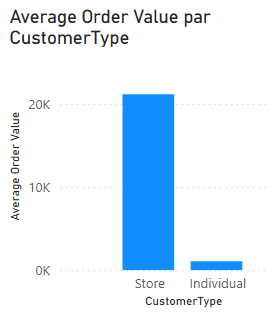 Average Order Value par
CustomerType
Average Order Value
20K
10K
0K
Store
Individual
CustomerType